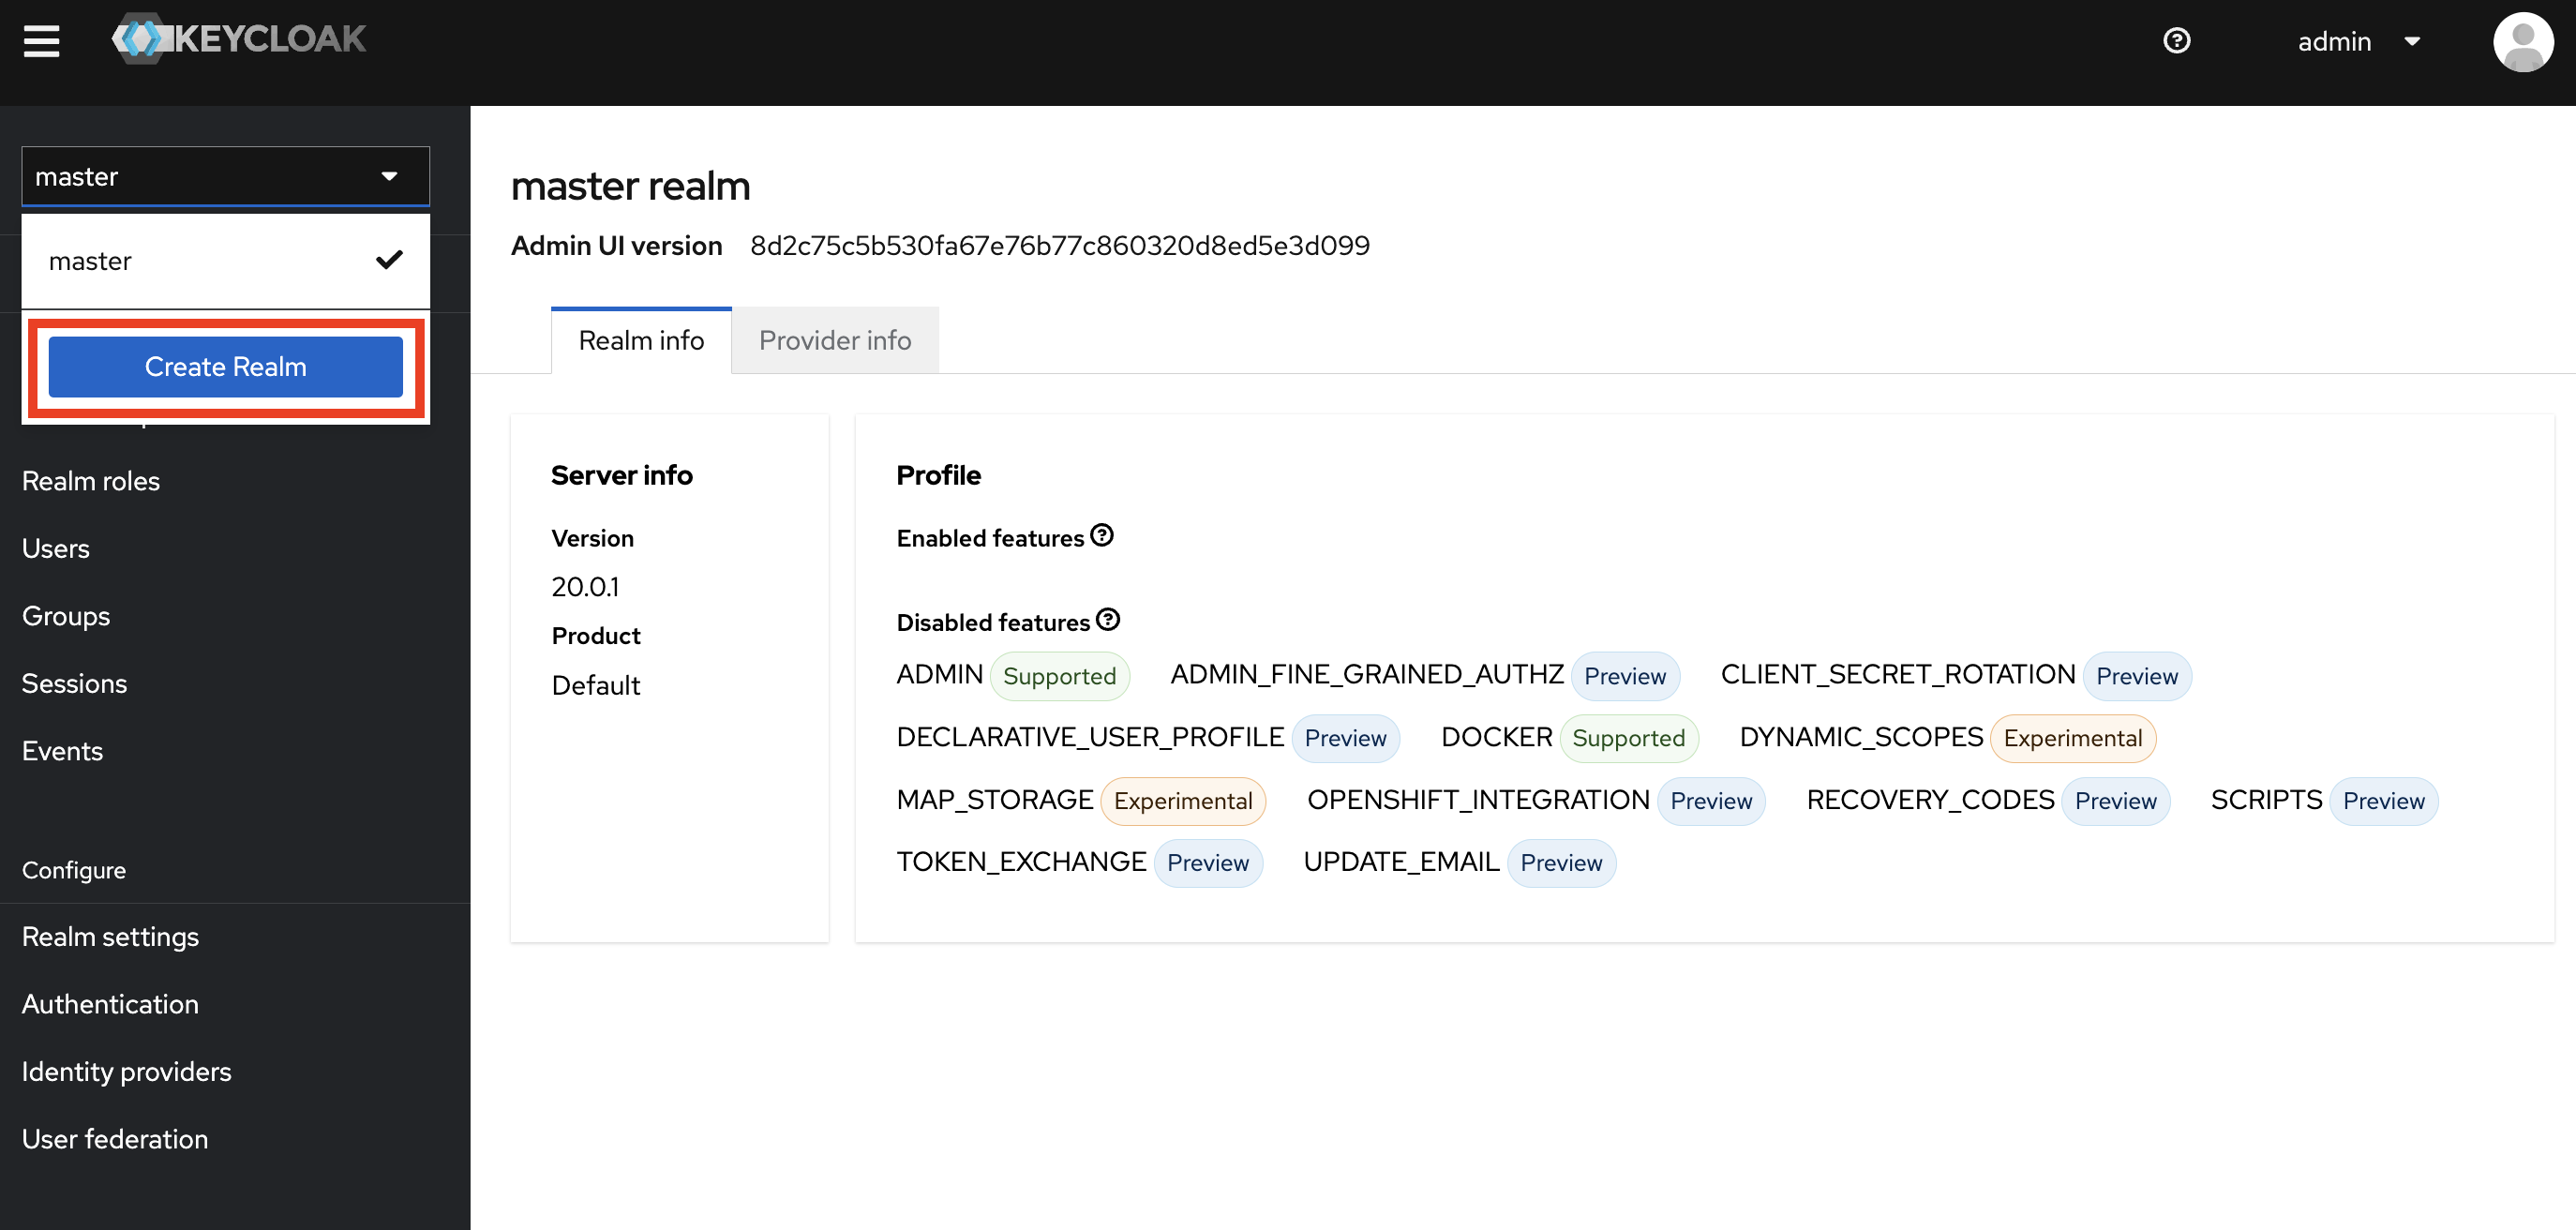 KEYCLOAK
admin
master
master
Create Realm
Realm roles
Users
Groups
Sessions
Events
Configure
Realm settings
Authentication
Identity providers
User federation
master realm
Admin UI version 8d2c75c5b530fa67e76b77c860320d8ed5e3d099
Realm info Provider info
Server info
Version
20.0.1
Product
Default
Profile
Enabled features
Disabled features
ADMIN Supported ADMIN_FINE_GRAINED_AUTHZ Preview CLIENT_SECRET_ROTATION Preview
DECLARATIVE_USER_PROFILE Preview DOCKER Supported DYNAMIC_SCOPES Experimental
MAP_STORAGE Experimental OPENSHIFT_INTEGRATION Preview RECOVERY_CODES Preview SCRIPTS Preview
TOKEN_EXCHANGE Preview UPDATE_EMAIL Preview